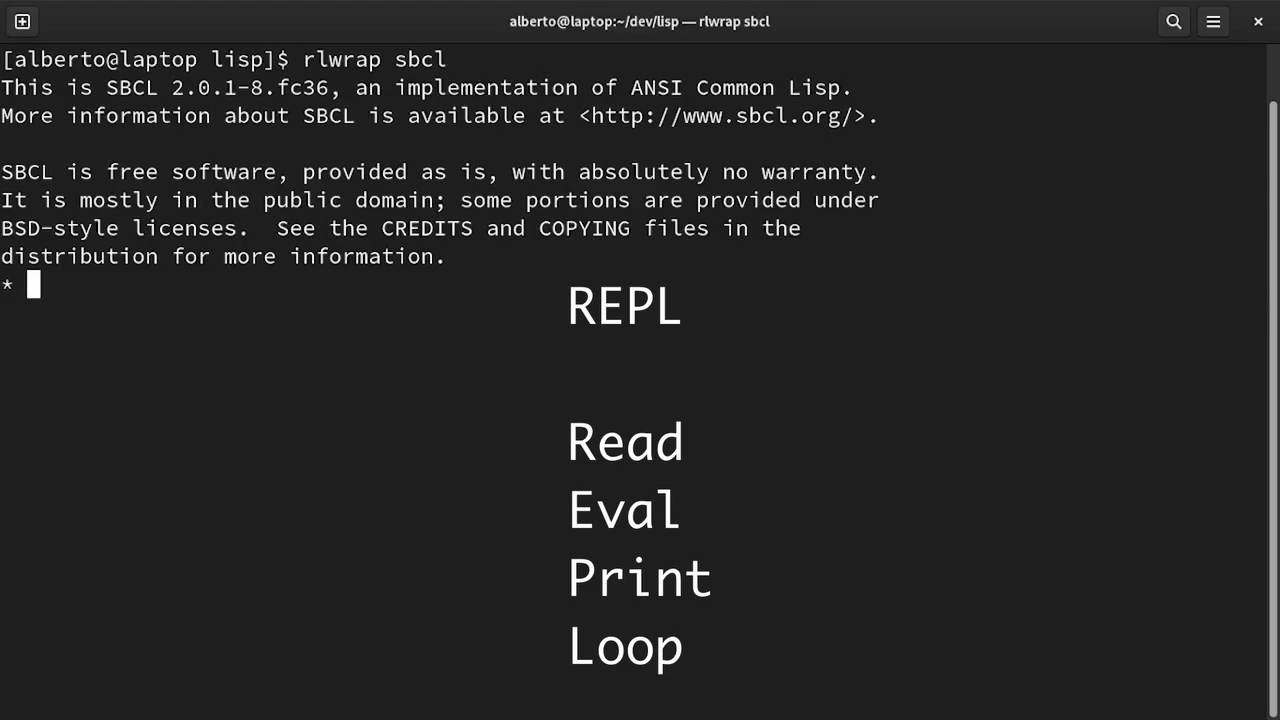 alberto@laptop:~/dev/lisp — rlwrap sbcl
[alberto@laptop lisp]$ rlwrap sbcl
This is SBCL 2.0.1-8.fc36, an implementation of ANSI Common Lisp.
More information about SBCL is available at <http://www.sbcl.org/>.
SBCL is free software, provided as is, with absolutely no warranty.
It is mostly in the public domain; some portions are provided under
BSD-style licenses.  See the CREDITS and COPYING files in the
distribution for more information.
*
REPL
Read
Eval
Print
Loop